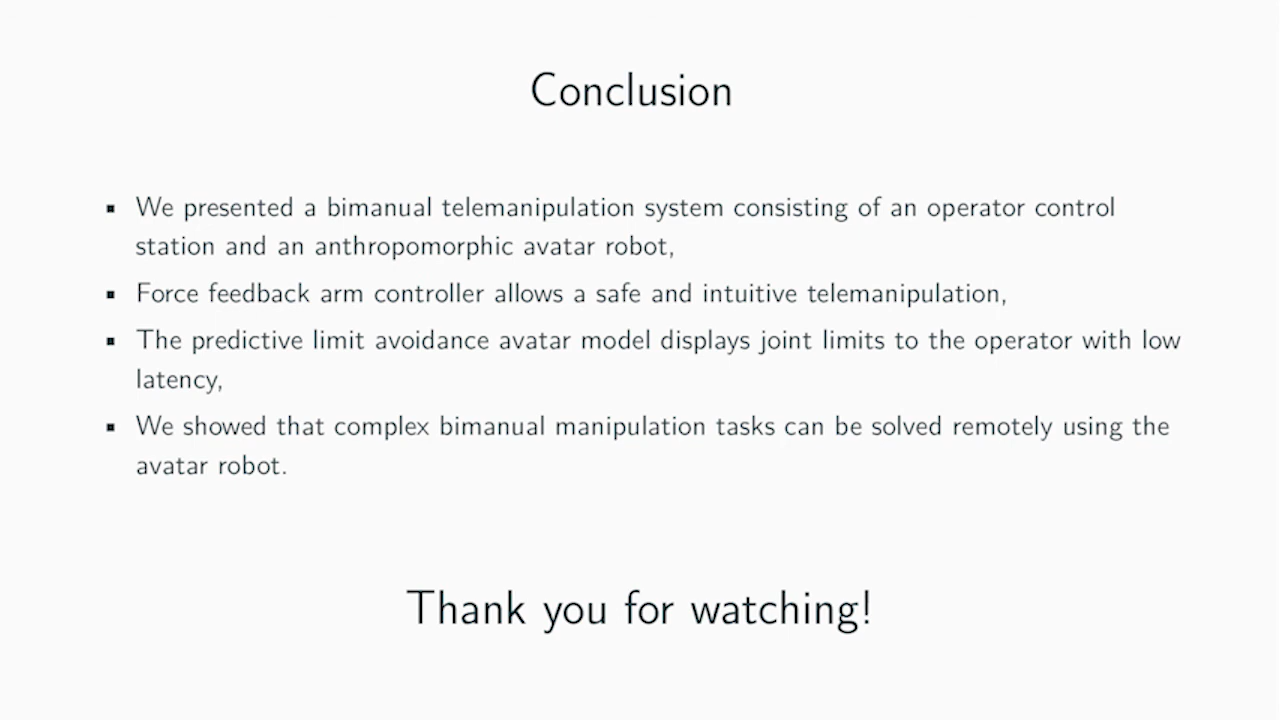 Conclusion
▪ We presented a bimanual telemanipulation system consisting of an operator control
station and an anthropomorphic avatar robot,
▪ Force feedback arm controller allows a safe and intuitive telemanipulation,
▪ The predictive limit avoidance avatar model displays joint limits to the operator with low
latency,
▪ We showed that complex bimanual manipulation tasks can be solved remotely using the
avatar robot.
Thank you for watching!